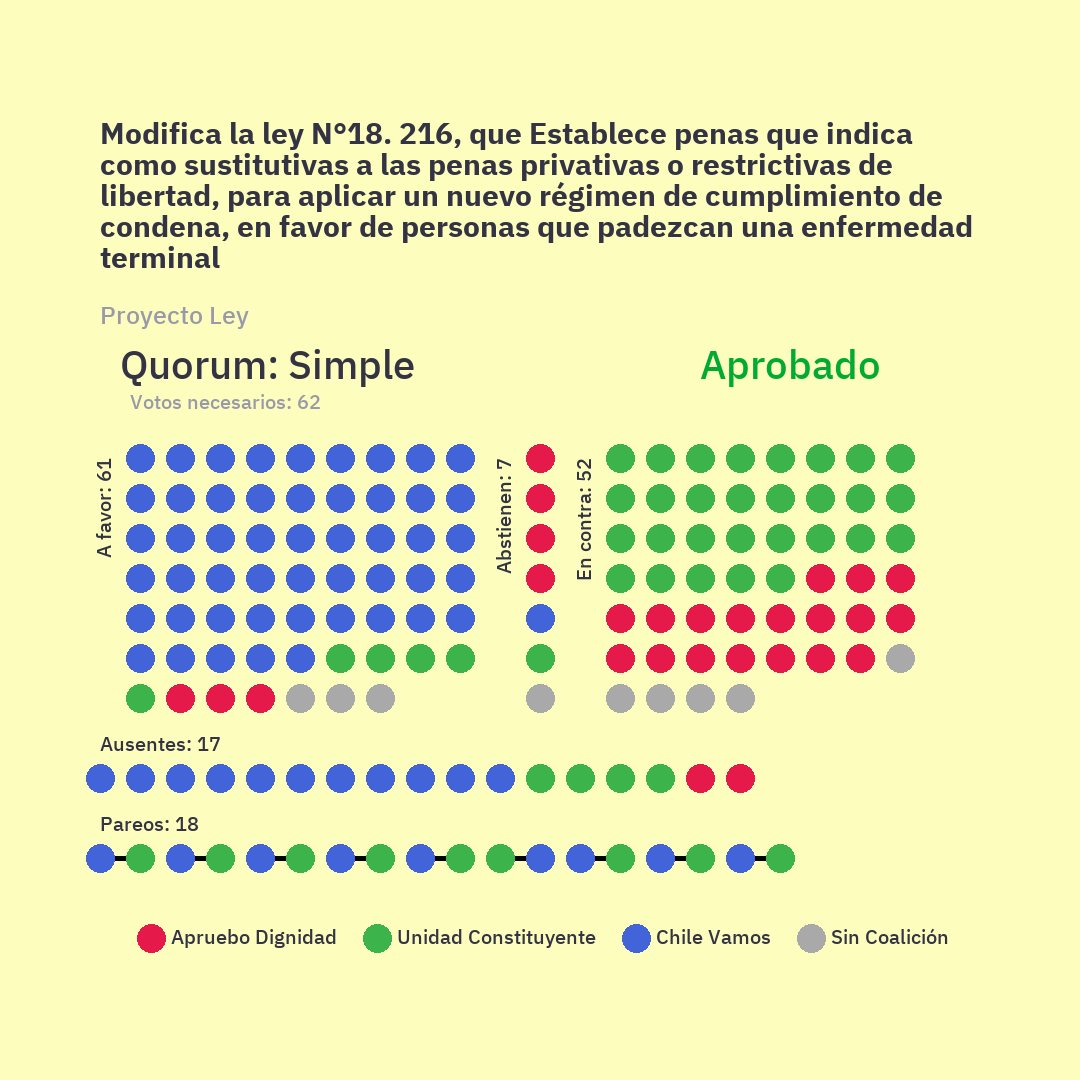 Modifica la ley N°18. 216, que Establece penas que indica
como sustitutivas a las penas privativas o restrictivas de
libertad, para aplicar un nuevo régimen de cumplimiento de
condena, en favor de personas que padezcan una enfermedad
terminal
Proyecto Ley
Quorum: Simple
Aprobado
Votos necesarios: 62
A favor: 61
Abstienen: 7
En contra: 52
Ausentes: 17
Pareos: 18
Apruebo Dignidad
Unidad Constituyente
Chile Vamos
Sin Coalición